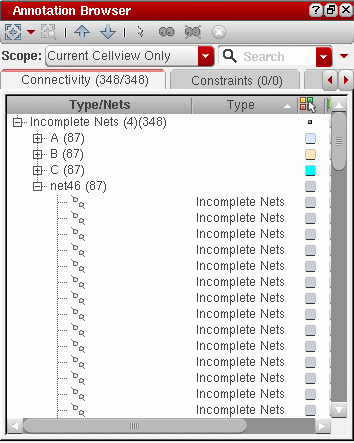 Annotation Browser
Scope: Current Cellview Only Search
Connectivity (348/348) Constraints (0/0)
Type/Nets Type
Incomplete Nets (4)(348)
A (87)
B (87)
C (87)
net46 (87)
Incomplete Nets
Incomplete Nets
Incomplete Nets
Incomplete Nets
Incomplete Nets
Incomplete Nets
Incomplete Nets
Incomplete Nets
Incomplete Nets
Incomplete Nets
Incomplete Nets
Incomplete Nets
Incomplete Nets
Incomplete Nets